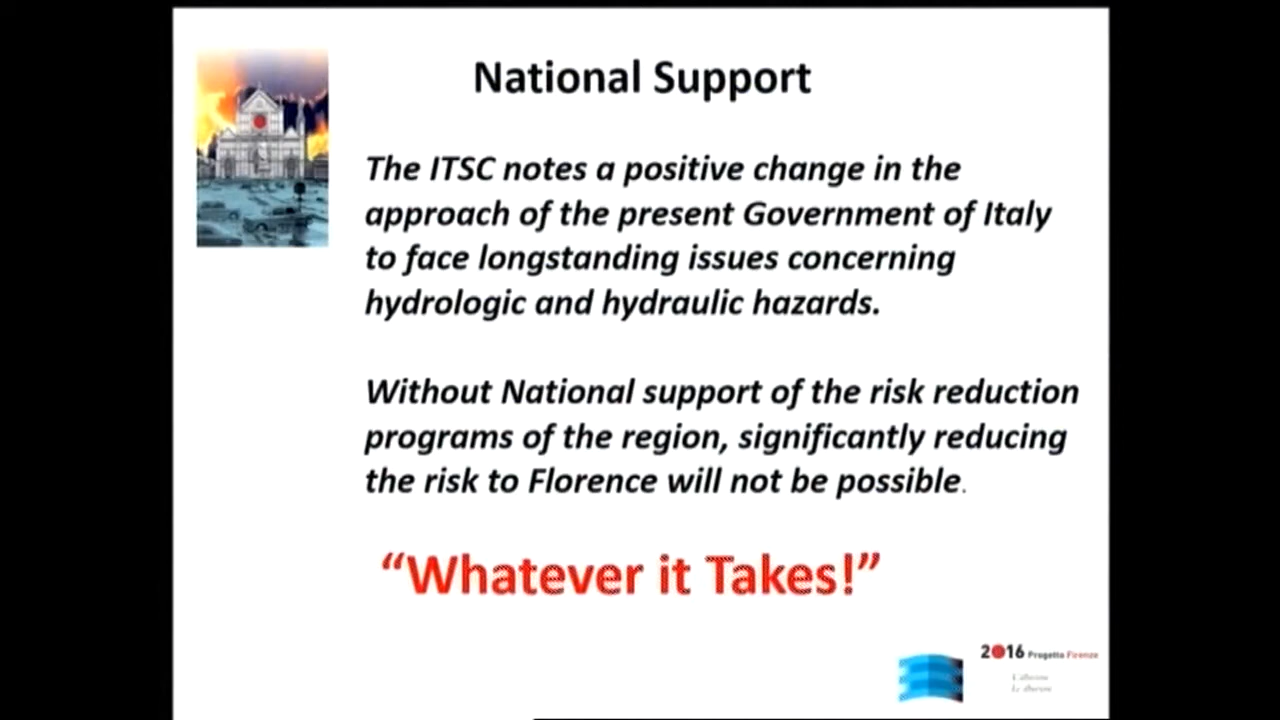 National Support
The ITSC notes a positive change in the
approach of the present Government of Italy
to face longstanding issues concerning
hydrologic and hydraulic hazards.
Without National support of the risk reduction
programs of the region, significantly reducing
the risk to Florence will not be possible.
“Whatever it Takes!”
2016 Progetto Firenze